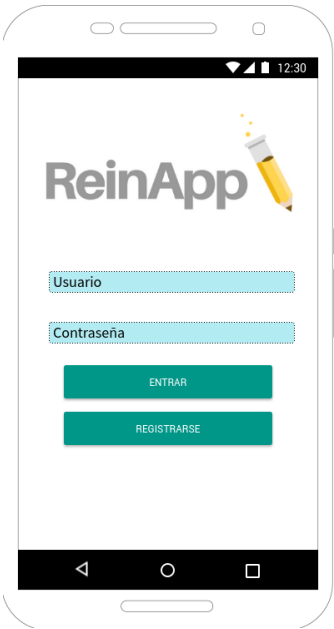 12:30
ReinApp
Usuario
Contraseña
ENTRAR
REGISTRARSE